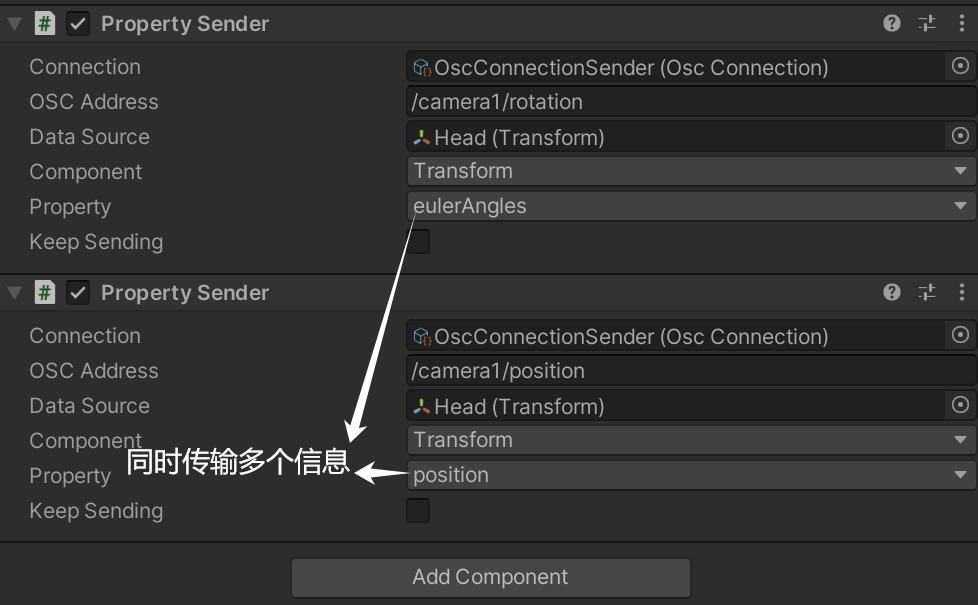 Property Sender
Connection OscConnectionSender (Osc Connection)
OSC Address /camera1/rotation
Data Source Head (Transform)
Component Transform
Property eulerAngles
Keep Sending
Property Sender
Connection OscConnectionSender (Osc Connection)
OSC Address /camera1/position
Data Source Head (Transform)
Component Transform
同时传输多个信息
Property position
Keep Sending
Add Component